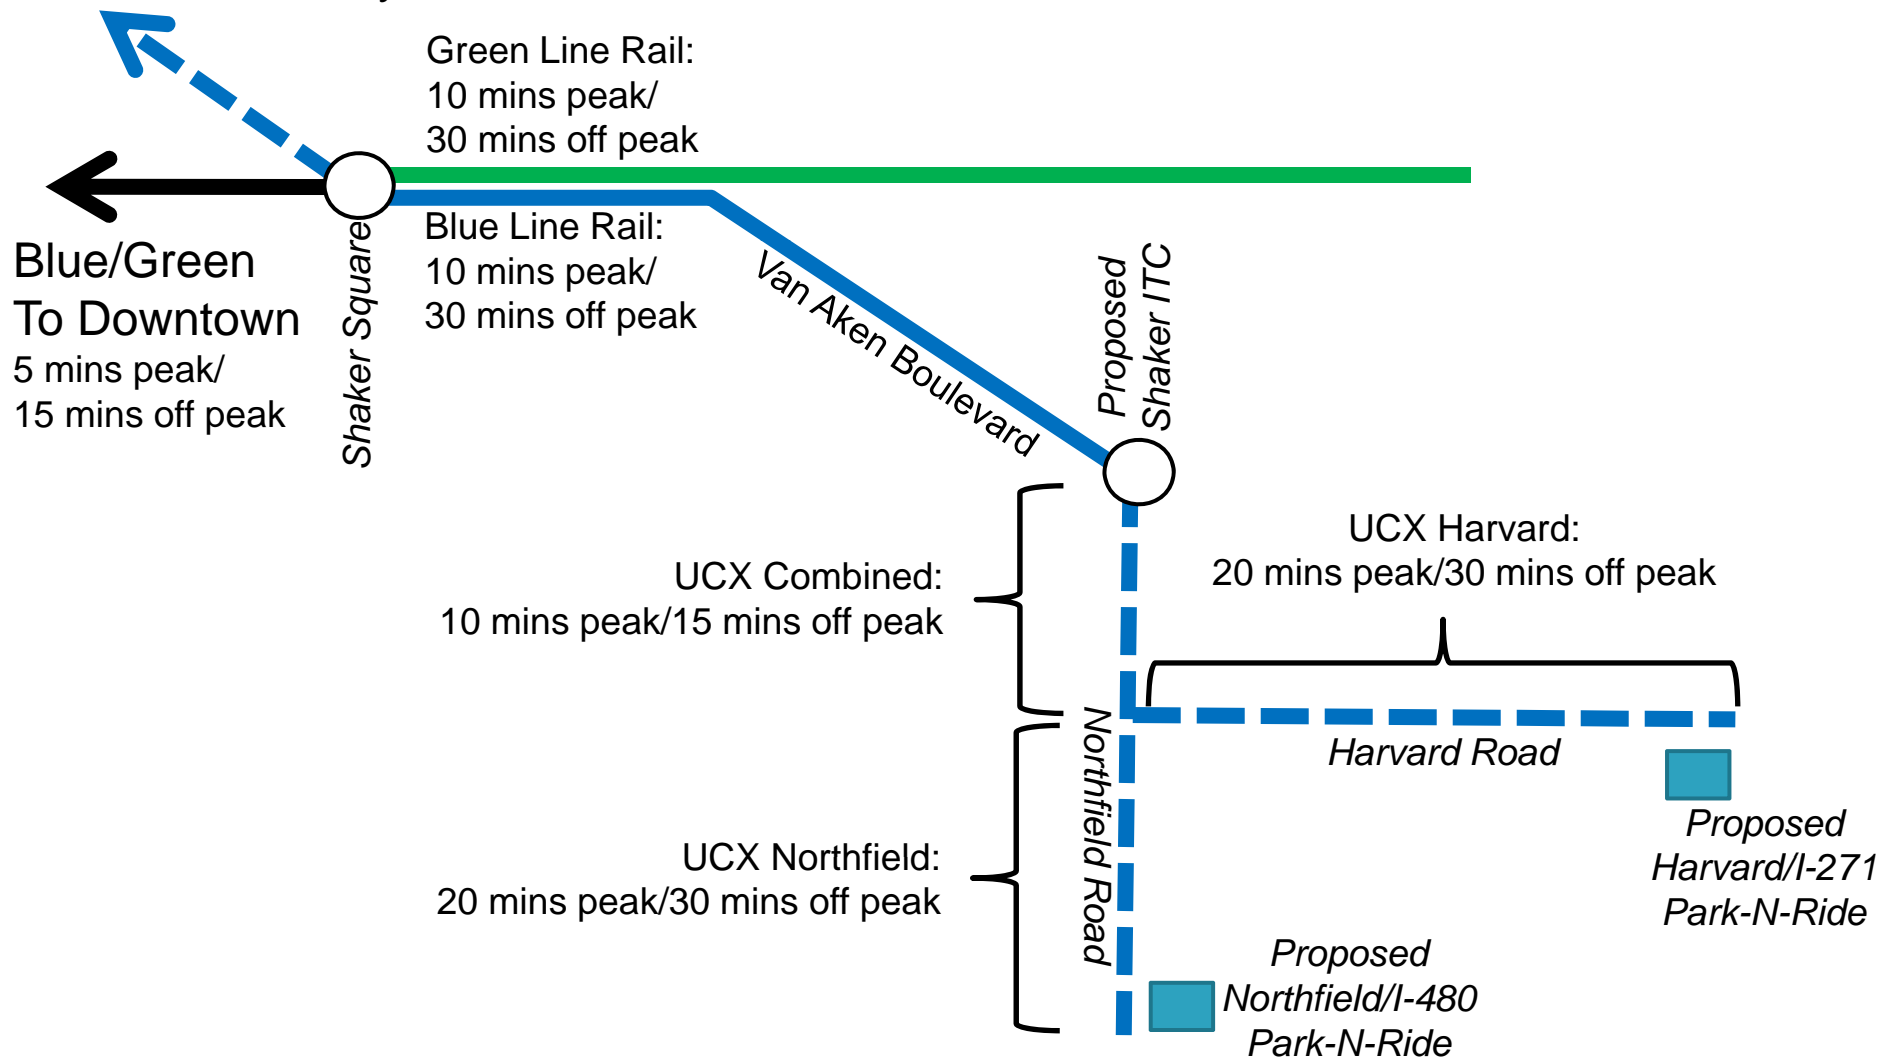 Green Line Rail:
10 mins peak/
30 mins off peak
Blue/Green
To Downtown
5 mins peak/
15 mins off peak
Shaker Square
Blue Line Rail:
10 mins peak/
30 mins off peak
Van Aken Boulevard
Proposed
Shaker ITC
UCX Combined:
10 mins peak/15 mins off peak
UCX Harvard:
20 mins peak/30 mins off peak
Harvard Road
Northfield Road
Proposed
Harvard/I-271
Park-N-Ride
UCX Northfield:
20 mins peak/30 mins off peak
Proposed
Northfield/I-480
Park-N-Ride